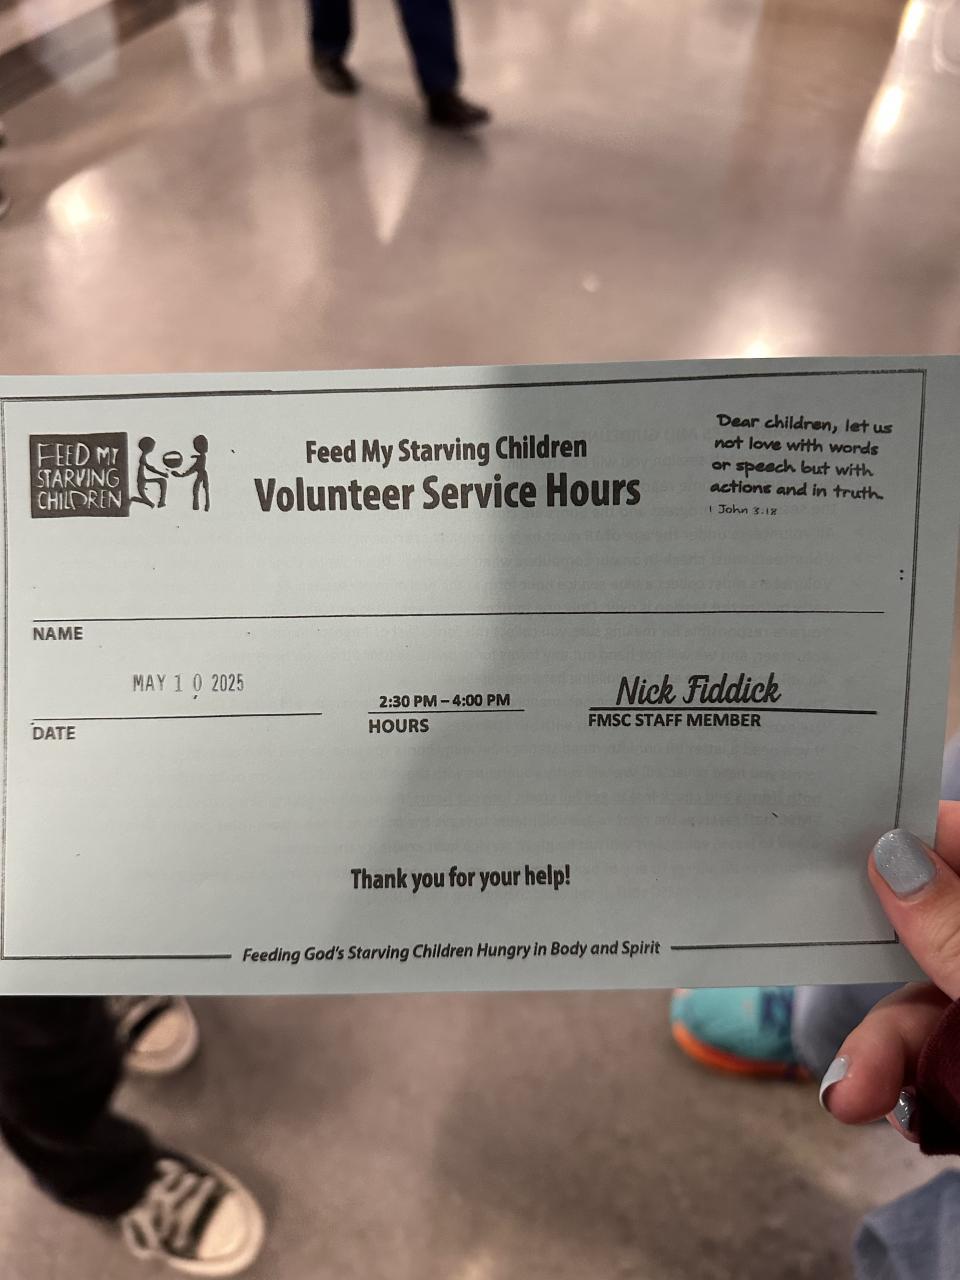 FEED MY
STARVING
CHILDREN
Feed My Starving Children
Volunteer Service Hours
Dear children, let us
not love with words
or speech but with
actions and in truth.
1 John 3:18
NAME
MAY 10 2025
DATE
2:30 PM – 4:00 PM
HOURS
Nick Fiddick
FMSC STAFF MEMBER
Thank you for your help!
Feeding God's Starving Children Hungry in Body and Spirit